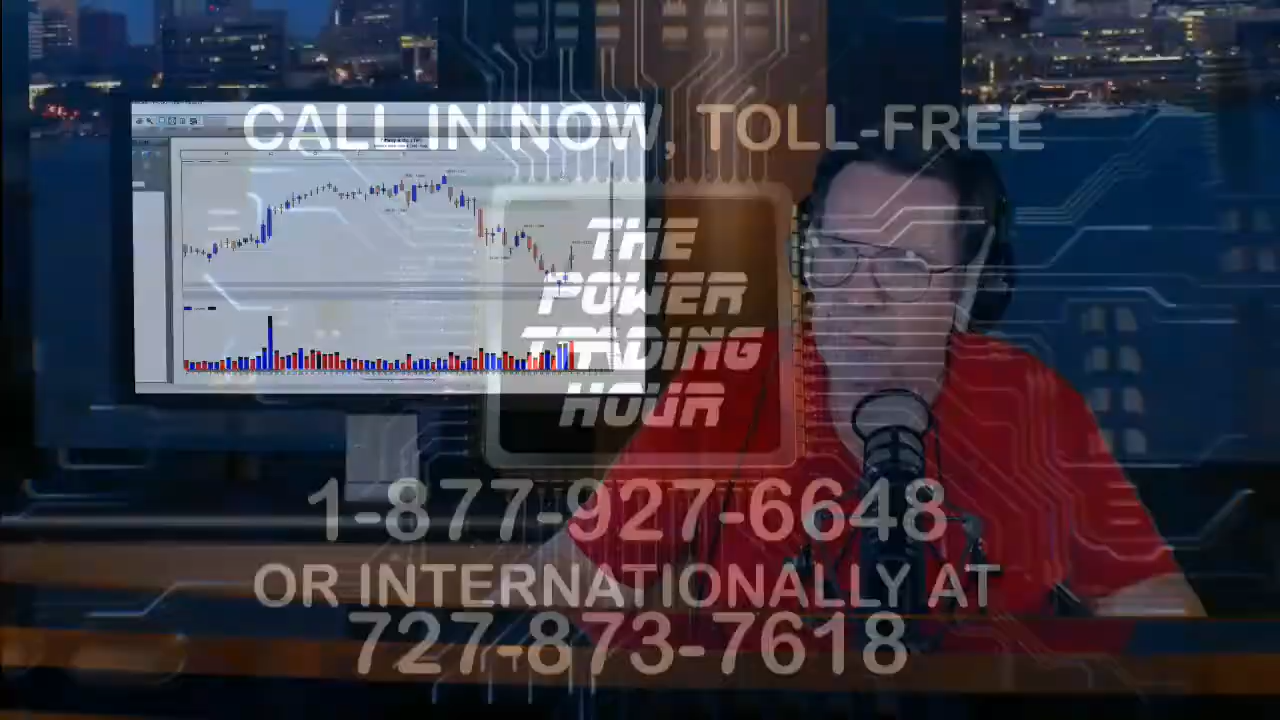 CALL IN NOW, TOLL-FREE
THE
POWER
TRADING
HOUR
1-877-927-6648
OR INTERNATIONALLY AT
727-873-7618